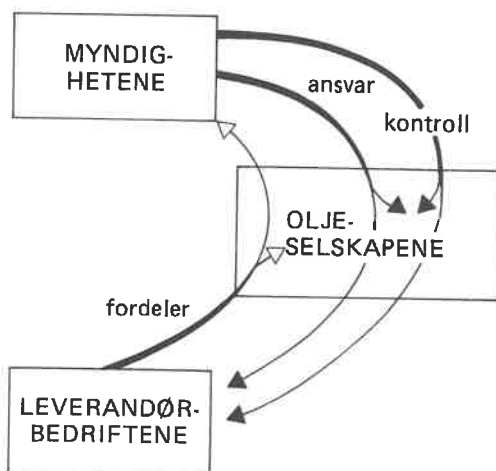 MYNDIG-
HETENE
ansvar
kontroll
OLJE-
SELSKAPENE
fordeler
LEVERANDØR-
BEDRIFTENE